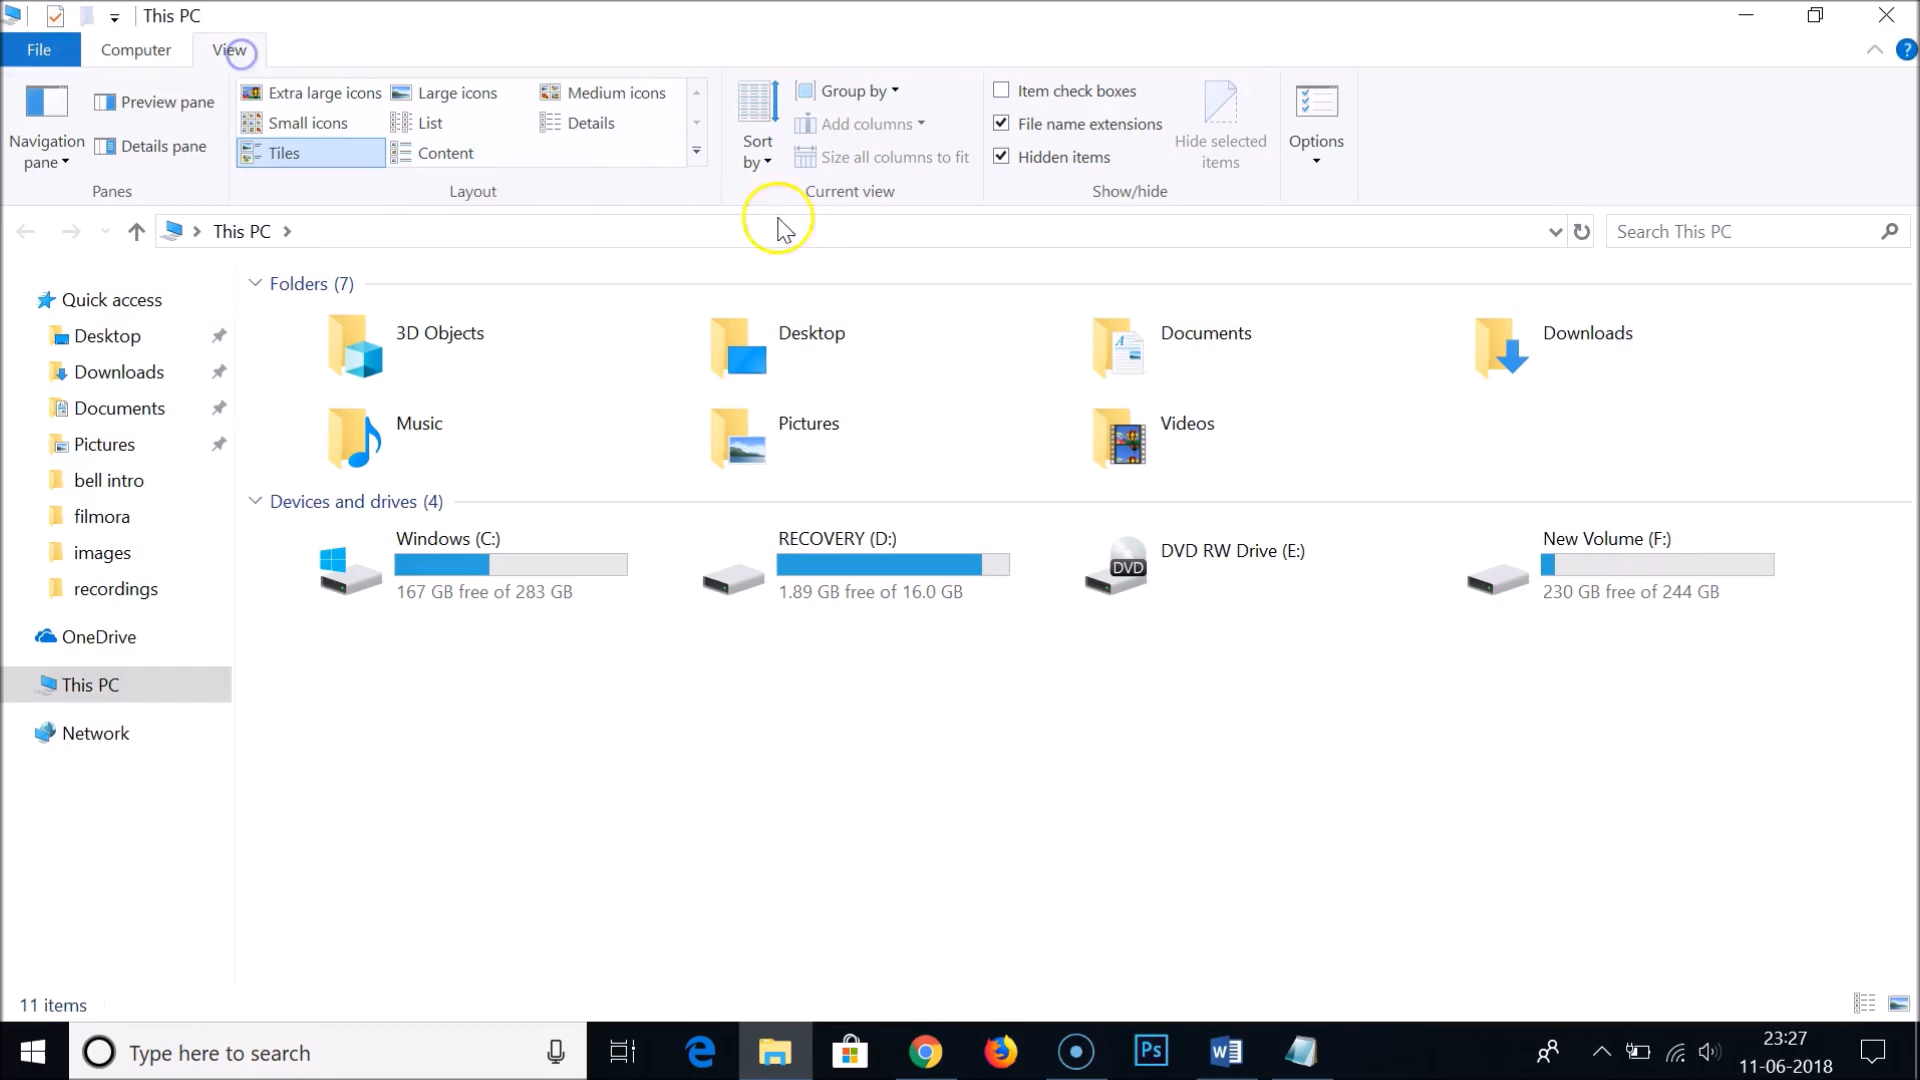 This PC
File Computer View
Navigation pane
Preview pane
Details pane
Panes
Extra large icons Large icons Medium icons
Small icons List Details
Tiles Content
Layout
Sort by
Group by
Add columns
Size all columns to fit
Current view
Item check boxes
File name extensions
Hidden items
Hide selected items
Show/hide
Options
This PC
Search This PC
Quick access
Desktop
Downloads
Documents
Pictures
bell intro
filmora
images
recordings
OneDrive
This PC
Network
Folders (7)
3D Objects Desktop Documents Downloads
Music Pictures Videos
Devices and drives (4)
Windows (C:)
167 GB free of 283 GB
RECOVERY (D:)
1.89 GB free of 16.0 GB
DVD
DVD RW Drive (E:)
New Volume (F:)
230 GB free of 244 GB
11 items
Type here to search
Ps
23:27
11-06-2018